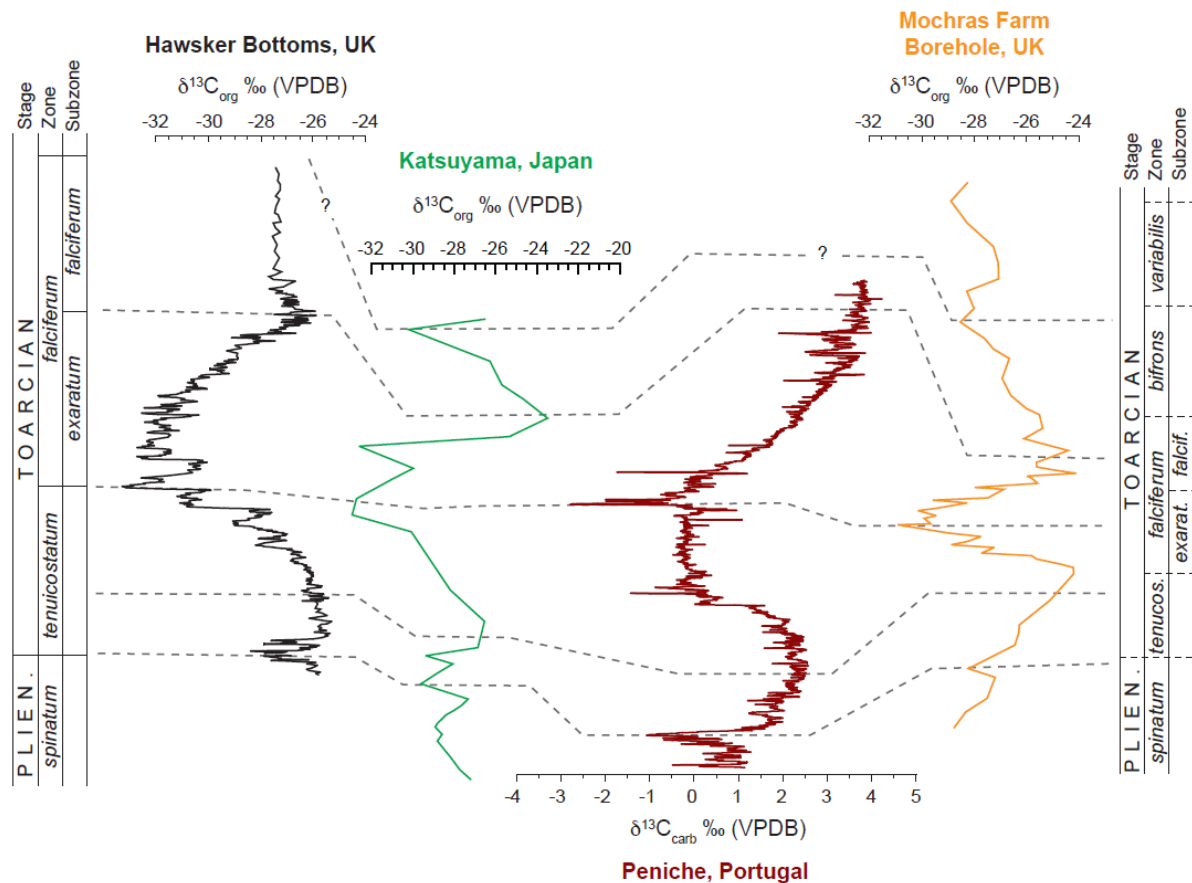 Hawsker Bottoms, UK
δ13Corg ‰ (VPDB)
-32 -30 -28 -26 -24
Stage
Zone
Subzone
TOARCIAN
PLIEN.
falciferum
tenuicostatum
spinatum
falciferum
exaratum
?
Katsuyama, Japan
δ13Corg ‰ (VPDB)
-32 -30 -28 -26 -24 -22 -20
?
-4 -3 -2 -1 0 1 2 3 4 5
δ13Ccarb ‰ (VPDB)
Peniche, Portugal
Mochras Farm
Borehole, UK
δ13Corg ‰ (VPDB)
-32 -30 -28 -26 -24
Stage
Zone
Subzone
TOARCIAN
PLIEN.
variabilis
bifrons
falciferum
tenucos.
spinatum
falcif.
exarat.